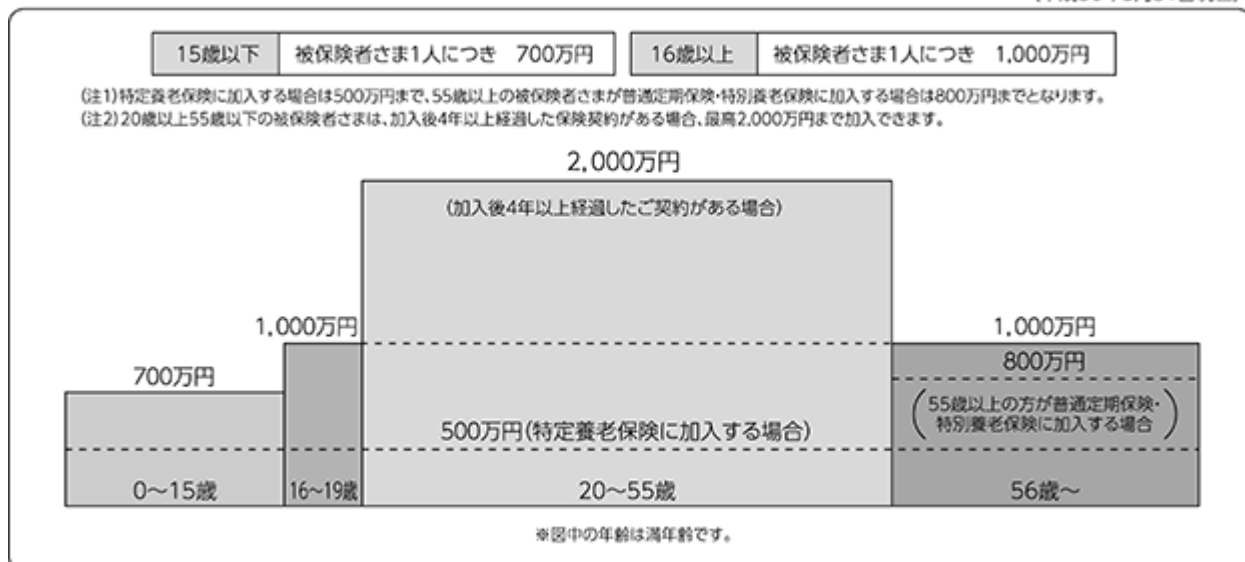 15歳以下 被保険者さま1人につき 700万円 16歳以上 被保険者さま1人につき 1,000万円
(注1)特定養老保険に加入する場合は500万円まで、55歳以上の被保険者さまが普通定期保険・特別養老保険に加入する場合は800万円までとなります。
(注2)20歳以上55歳以下の被保険者さまは、加入後4年以上経過した保険契約がある場合、最高2,000万円まで加入できます。
2,000万円
(加入後4年以上経過したご契約がある場合)
1,000万円 1,000万円
700万円 800万円
(55歳以上の方が普通定期保険・
特別養老保険に加入する場合)
500万円(特定養老保険に加入する場合)
0〜15歳 16〜19歳 20〜55歳 56歳〜
※図中の年齢は満年齢です。